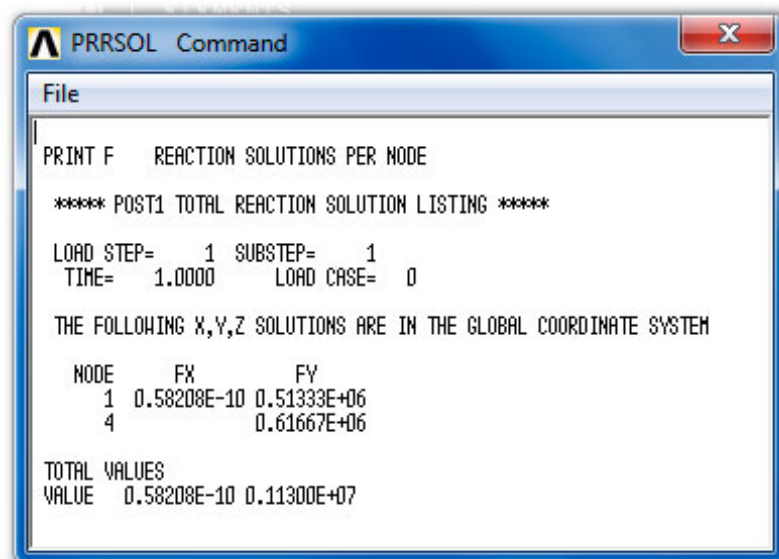 PRRSOL Command
File
PRINT F REACTION SOLUTIONS PER NODE
***** POST1 TOTAL REACTION SOLUTION LISTING *****
LOAD STEP= 1 SUBSTEP= 1
TIME= 1.0000 LOAD CASE= 0
THE FOLLOWING X,Y,Z SOLUTIONS ARE IN THE GLOBAL COORDINATE SYSTEM
NODE FX FY
1 0.58208E-10 0.51333E+06
4 0.61667E+06
TOTAL VALUES
VALUE 0.58208E-10 0.11300E+07